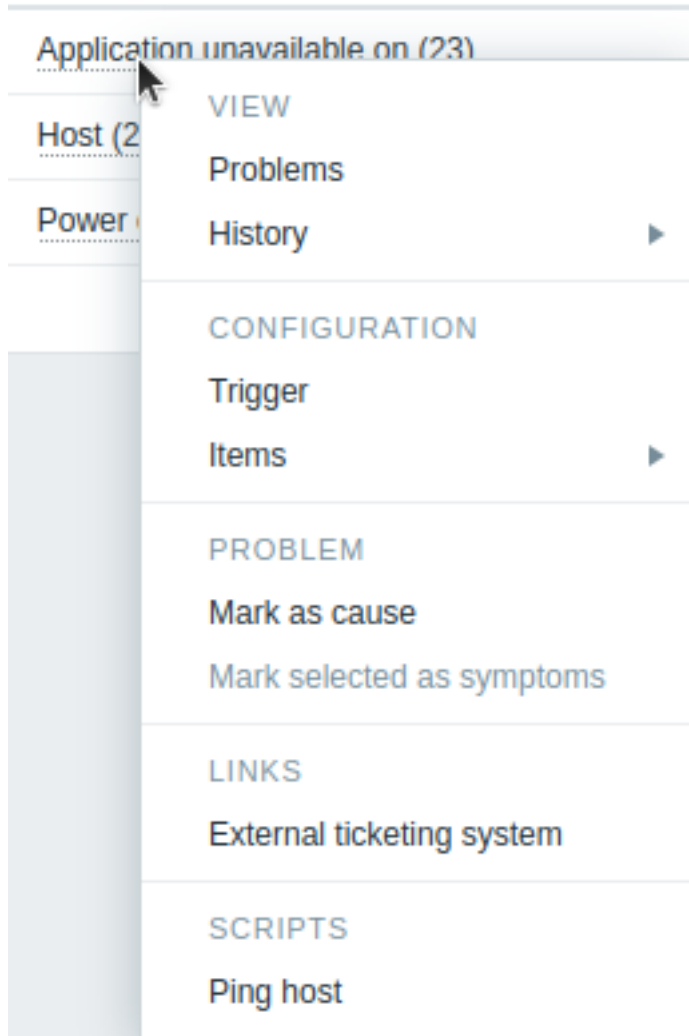 Application unavailable on (23)
Host (2
Power
VIEW
Problems
History
CONFIGURATION
Trigger
Items
PROBLEM
Mark as cause
Mark selected as symptoms
LINKS
External ticketing system
SCRIPTS
Ping host